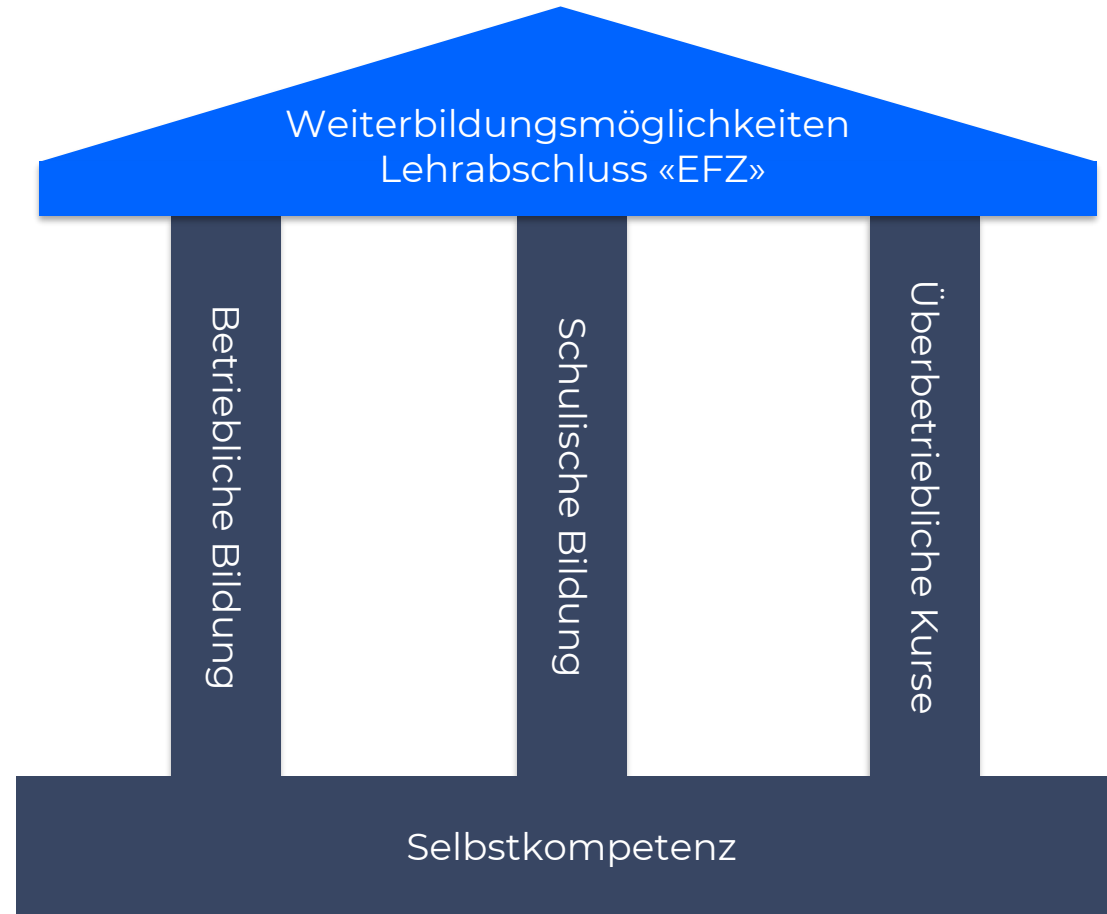 Weiterbildungsmöglichkeiten
Lehrabschluss «EFZ»
Betriebliche Bildung
Schulische Bildung
Überbetriebliche Kurse
Selbstkompetenz